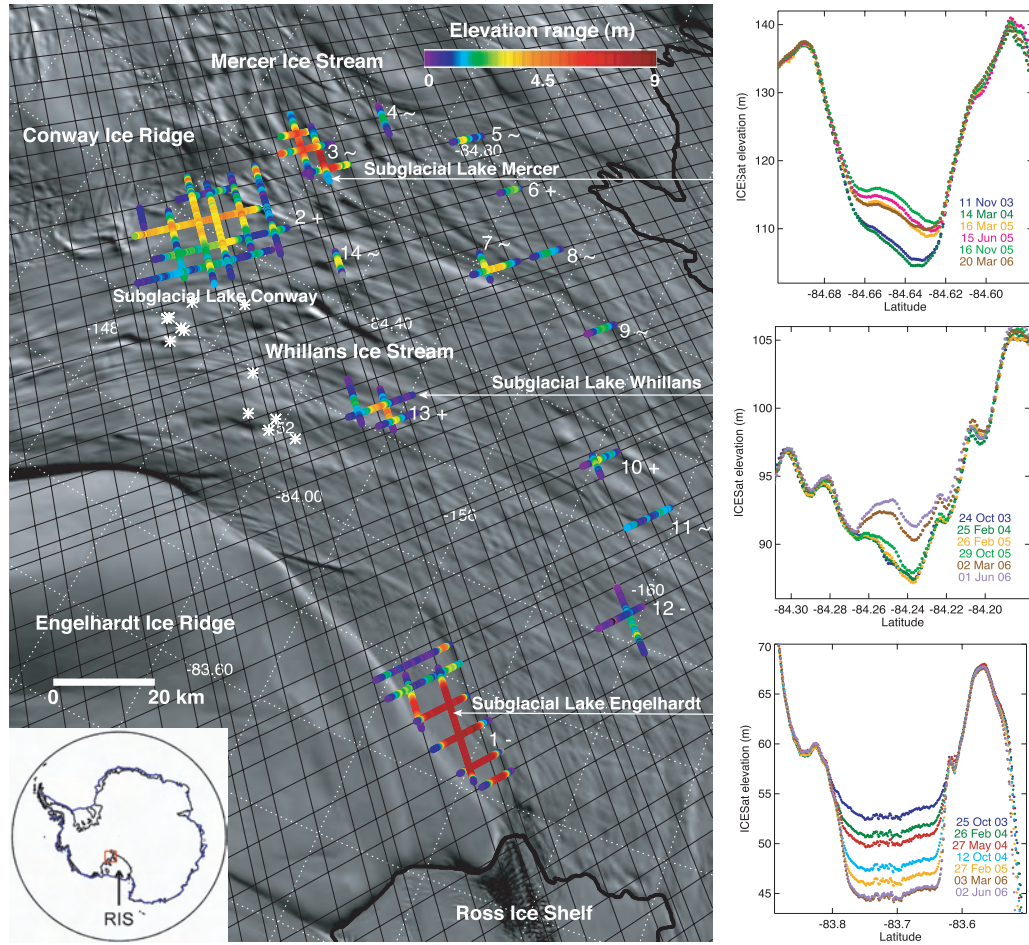 Elevation range (m)
0 4.5 9
Mercer Ice Stream
Conway Ice Ridge
4 ~
5 ~
-84.80
3 ~
Subglacial Lake Mercer
6 +
2 +
7 ~
8 ~
14 ~
Subglacial Lake Conway
-148
-84.40
9 ~
Whillans Ice Stream
Subglacial Lake Whillans
13 +
52
10 +
-84.00
-156
11 ~
-160
12 -
Engelhardt Ice Ridge
-83.60
0 20 km
Subglacial Lake Engelhardt
1 -
RIS
Ross Ice Shelf
140
130
120
110
ICESat elevation (m)
11 Nov 03
14 Mar 04
16 Mar 05
15 Jun 05
16 Nov 05
20 Mar 06
-84.68 -84.66 -84.64 -84.62 -84.60
Latitude
105
100
95
90
ICESat elevation (m)
24 Oct 03
25 Feb 04
26 Feb 05
29 Oct 05
02 Mar 06
01 Jun 06
-84.30 -84.28 -84.26 -84.24 -84.22 -84.20
Latitude
70
65
60
55
50
45
ICESat elevation (m)
25 Oct 03
26 Feb 04
27 May 04
12 Oct 04
27 Feb 05
03 Mar 06
02 Jun 06
-83.8 -83.7 -83.6
Latitude